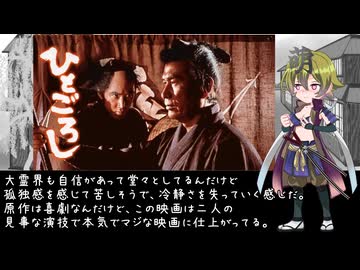 ひとごろし
大霊界も自信があって堂々としてるんだけど
孤独感を感じて苦しそうで、冷静さを失っていく感じだ。
原作は喜劇なんだけど、この映画は二人の
見事な演技で本気でマジな映画に仕上がってる。